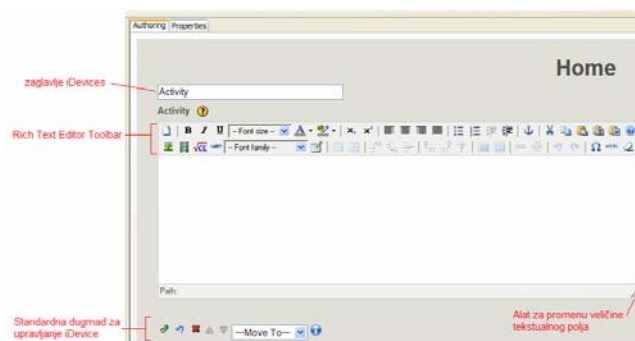 Authoring Properties
Home
zaglavlje iDevices
Activity
Activity
Rich Text Editor Toolbar
B I U -- Font size --
-- Font family --
HTML
Path:
Standardna dugmad za
upravljanje iDevice
---Move To---
Alat za promenu veličine
tekstualnog polja